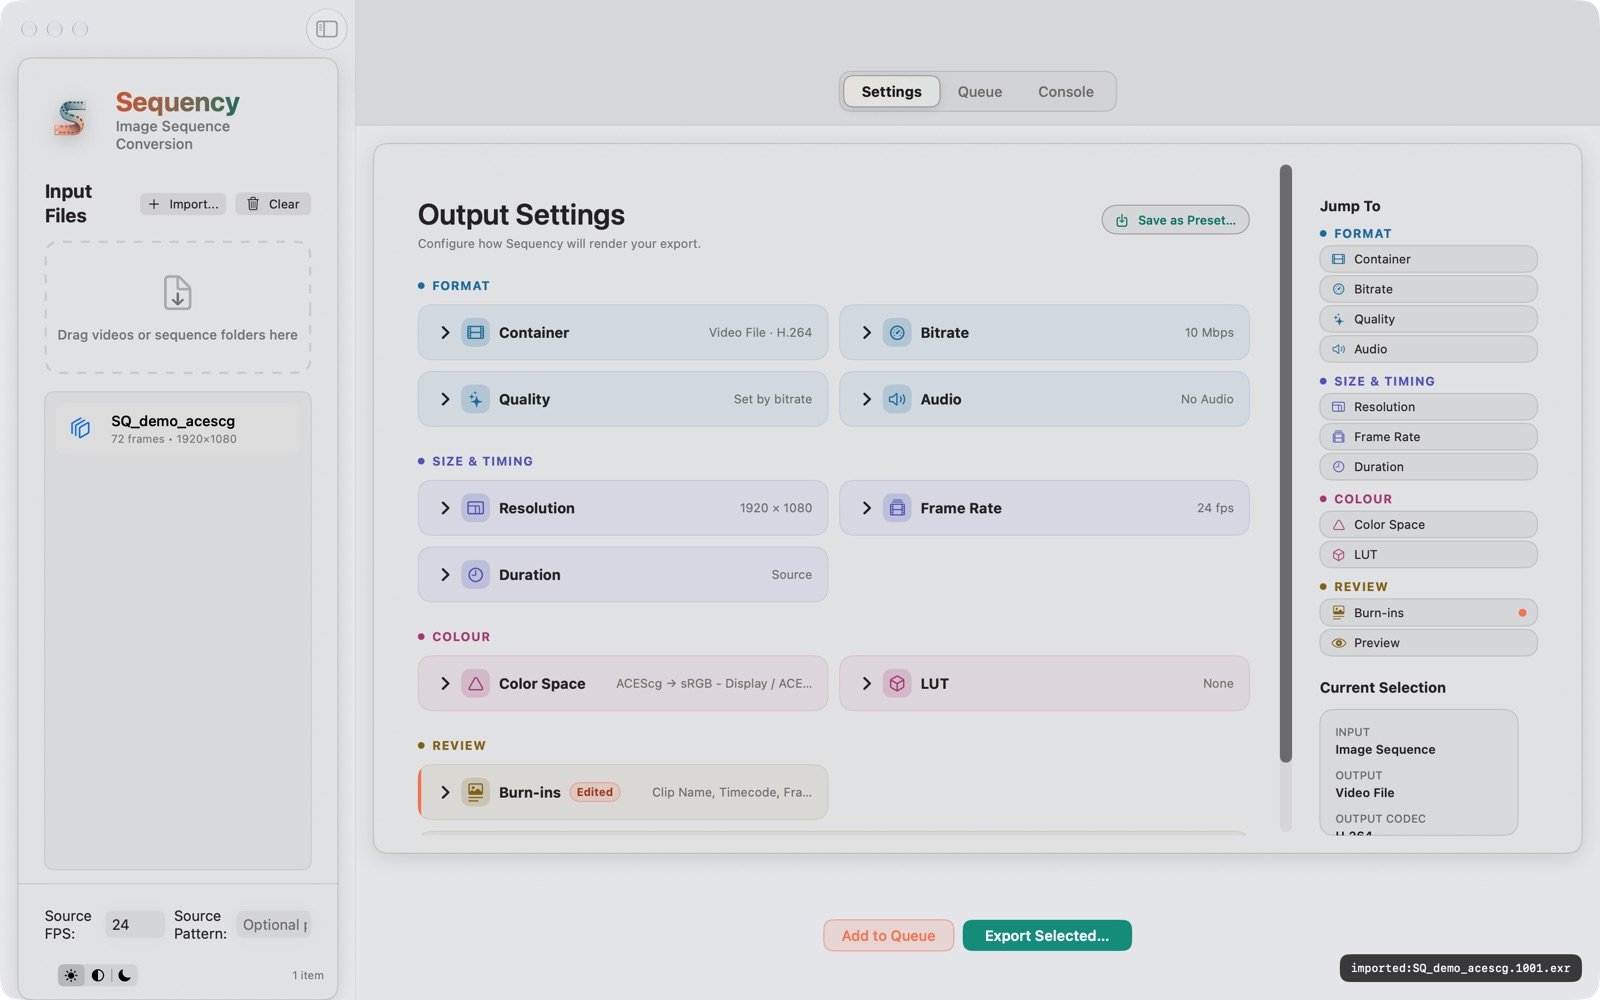 Sequency
Image Sequence
Conversion
Input
Files
Import...
Clear
Drag videos or sequence folders here
SQ_demo_acescg
72 frames • 1920×1080
Source
FPS:
24
Source
Pattern:
Optional
1 item
Settings
Queue
Console
Output Settings
Configure how Sequency will render your export.
Save as Preset...
FORMAT
Container
Video File · H.264
Bitrate
10 Mbps
Quality
Set by bitrate
Audio
No Audio
SIZE & TIMING
Resolution
1920 × 1080
Frame Rate
24 fps
Duration
Source
COLOUR
Color Space
ACEScg → sRGB - Display / ACE...
LUT
None
REVIEW
Burn-ins
Edited
Clip Name, Timecode, Fra...
Jump To
FORMAT
Container
Bitrate
Quality
Audio
SIZE & TIMING
Resolution
Frame Rate
Duration
COLOUR
Color Space
LUT
REVIEW
Burn-ins
Preview
Current Selection
INPUT
Image Sequence
OUTPUT
Video File
OUTPUT CODEC
H.264
Add to Queue
Export Selected...
imported:SQ_demo_acescg.1001.exr